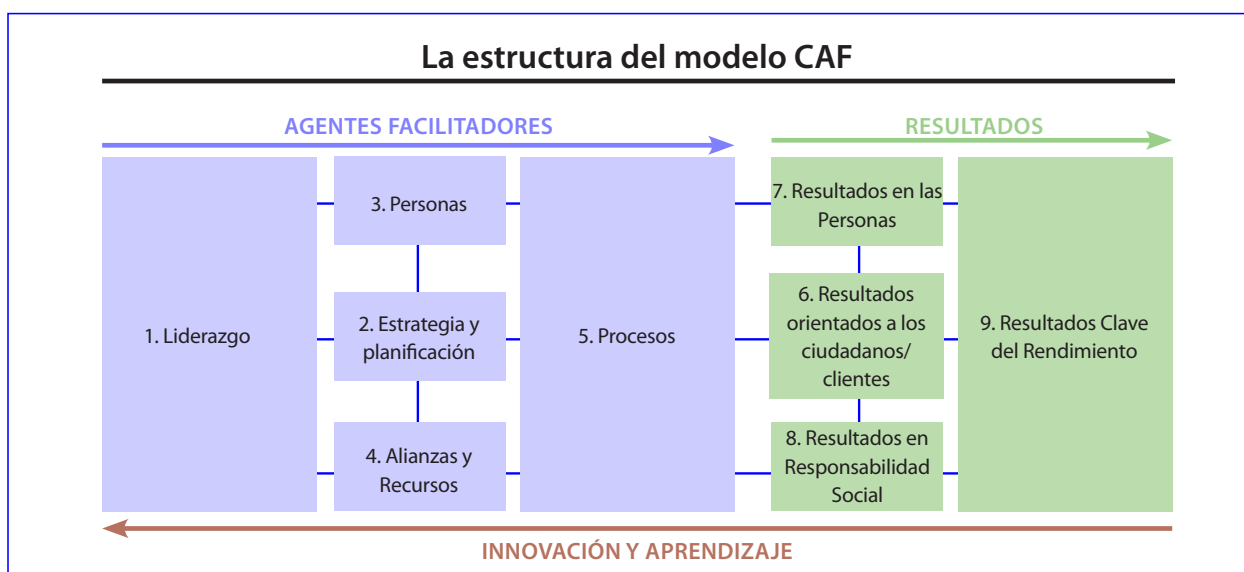 La estructura del modelo CAF
AGENTES FACILITADORES
RESULTADOS
1. Liderazgo
3. Personas
2. Estrategia y
planificación
4. Alianzas y
Recursos
5. Procesos
7. Resultados en las
Personas
6. Resultados
orientados a los
ciudadanos/
clientes
8. Resultados en
Responsabilidad
Social
9. Resultados Clave
del Rendimiento
INNOVACIÓN Y APRENDIZAJE